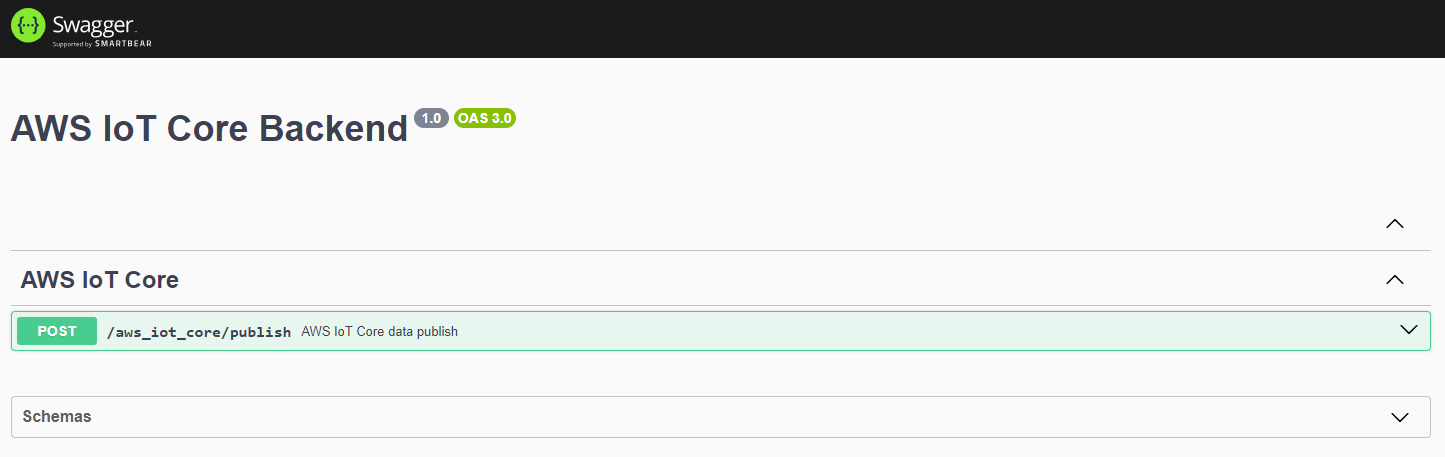 {···} Swagger
Supported by SMARTBEAR
AWS IoT Core Backend 1.0 OAS 3.0
AWS IoT Core
POST /aws_iot_core/publish AWS IoT Core data publish
Schemas